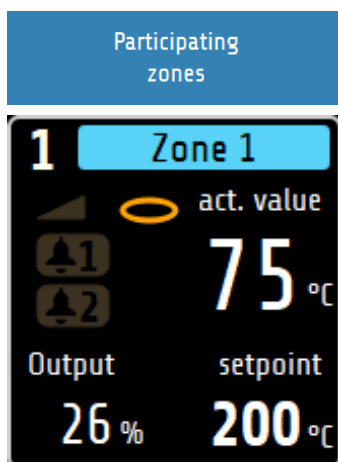 Participating
zones
1 Zone 1
act. value
1
75 °C
2
Output setpoint
26 % 200 °C